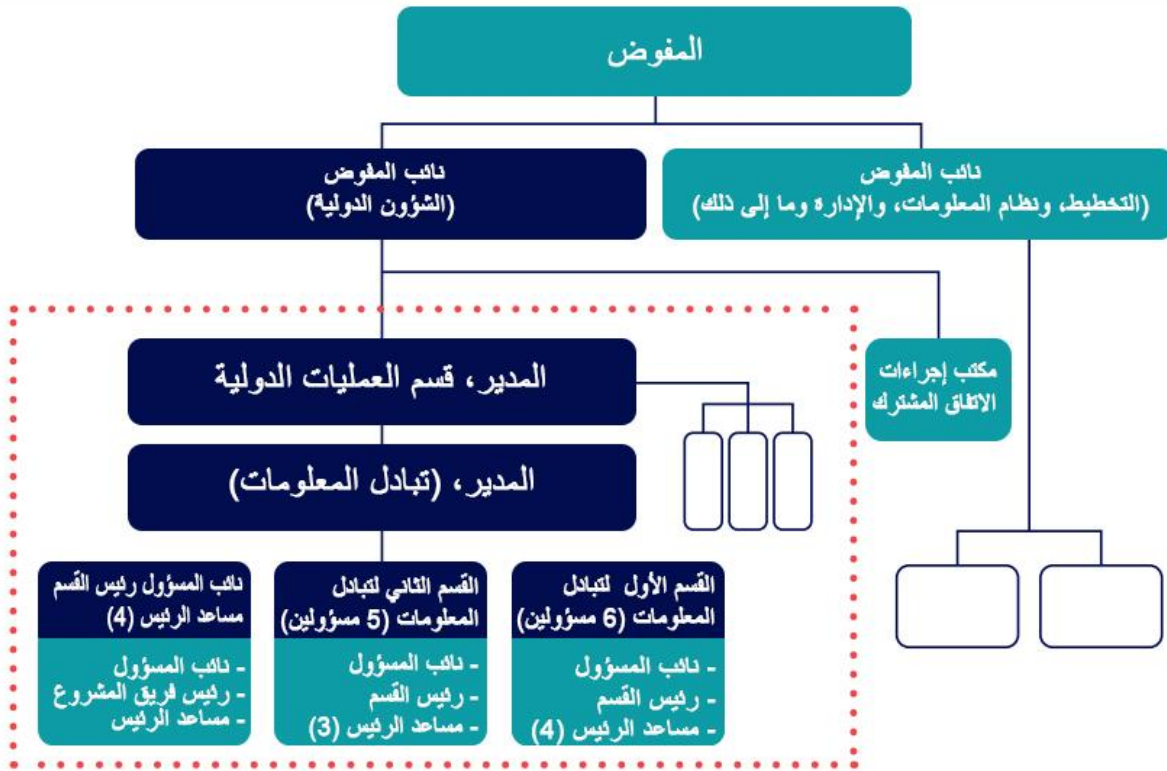 المفوض
نائب المفوض
(التخطيط، ونظام المعلومات، والإدارة وما إلى ذلك)
نائب المفوض
(الشؤون الدولية)
مكتب إجراءات
الاتفاق المشترك
المدير، قسم العمليات الدولية
المدير، (تبادل المعلومات)
القسم الأول لتبادل
المعلومات (6 مسؤولين)
- نائب المسؤول
- رئيس القسم
- مساعد الرئيس (4)
القسم الثاني لتبادل
المعلومات (5 مسؤولين)
- نائب المسؤول
- رئيس القسم
- مساعد الرئيس (3)
نائب المسؤول رئيس القسم
مساعد الرئيس (4)
- نائب المسؤول
- رئيس فريق المشروع
- مساعد الرئيس